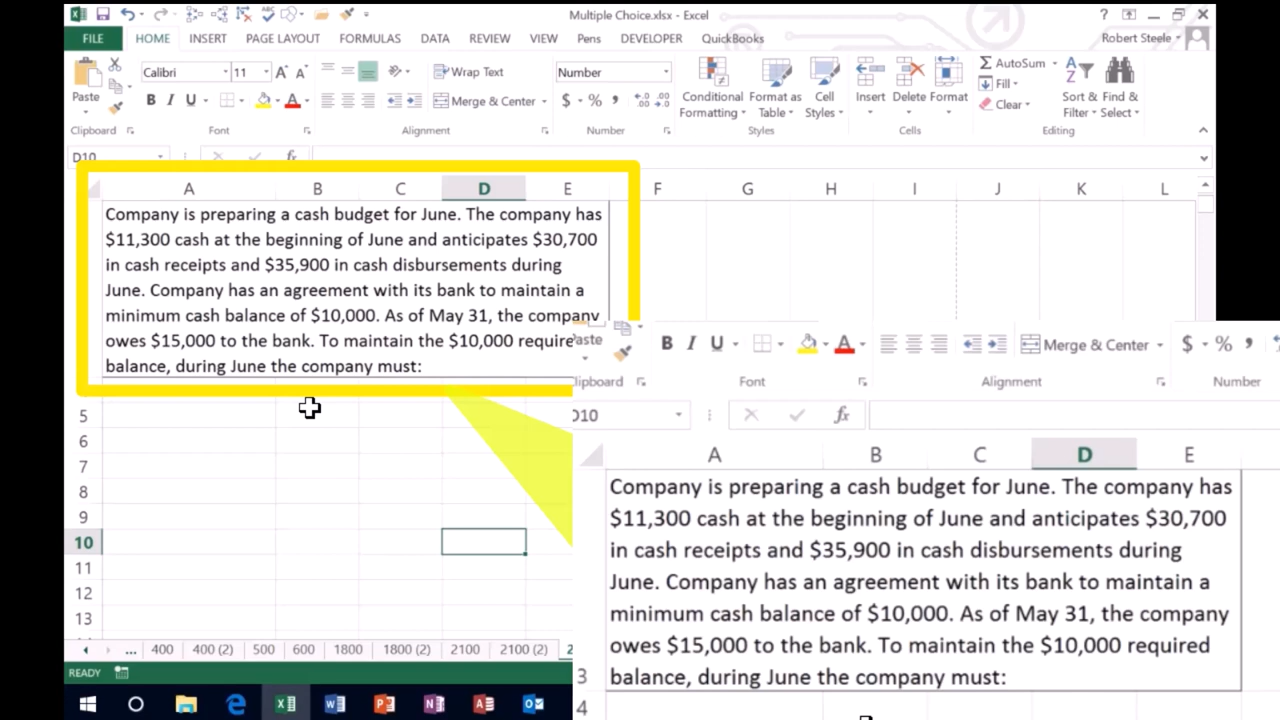 Multiple Choice.xlsx - Excel
FILE HOME INSERT PAGE LAYOUT FORMULAS DATA REVIEW VIEW Pens DEVELOPER QuickBooks Robert Steele
Calibri 11 Wrap Text Number AutoSum
Paste B I U Merge & Center $ % Conditional Formatting Format as Table Cell Styles Insert Delete Format Fill Clear Sort & Filter Find & Select
Clipboard Font Alignment Number Styles Cells Editing
D10 fx
A B C D E F G H I J K L
Company is preparing a cash budget for June. The company has
$11,300 cash at the beginning of June and anticipates $30,700
in cash receipts and $35,900 in cash disbursements during
June. Company has an agreement with its bank to maintain a
minimum cash balance of $10,000. As of May 31, the company
owes $15,000 to the bank. To maintain the $10,000 require
balance, during June the company must:
5
6
7
8
9
10
11
12
13
... 400 400 (2) 500 600 1800 1800 (2) 2100 2100 (2) 2
READY
aste B I U A Merge & Center $ % ,
lipboard Font Alignment Number
D10 fx
A B C D E
Company is preparing a cash budget for June. The company has
$11,300 cash at the beginning of June and anticipates $30,700
in cash receipts and $35,900 in cash disbursements during
June. Company has an agreement with its bank to maintain a
minimum cash balance of $10,000. As of May 31, the company
owes $15,000 to the bank. To maintain the $10,000 required
3 balance, during June the company must:
4